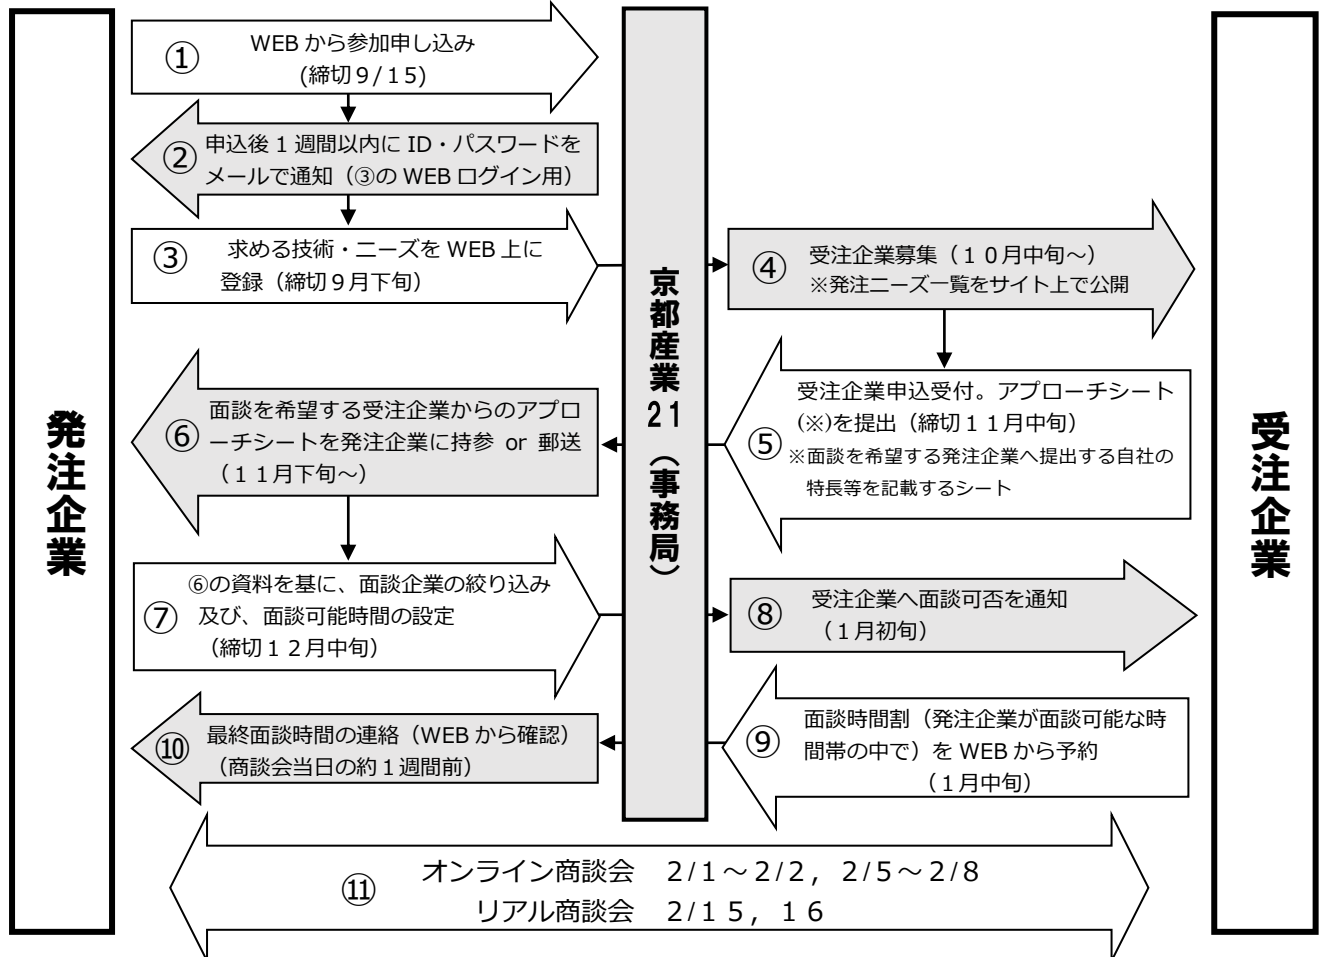 発注企業
京都産業21（事務局）
受注企業
① WEBから参加申し込み
(締切９/１５)
② 申込後１週間以内にID・パスワードを
メールで通知（③のWEBログイン用）
③ 求める技術・ニーズをWEB上に
登録（締切９月下旬）
④ 受注企業募集（１０月中旬～）
※発注ニーズ一覧をサイト上で公開
⑤ 受注企業申込受付。アプローチシート
(※)を提出（締切１１月中旬）
※面談を希望する発注企業へ提出する自社の
特長等を記載するシート
⑥ 面談を希望する受注企業からのアプロ
ーチシートを発注企業に持参 or 郵送
（１１月下旬～）
⑦ ⑥の資料を基に、面談企業の絞り込み
及び、面談可能時間の設定
（締切１２月中旬）
⑧ 受注企業へ面談可否を通知
（１月初旬）
⑨ 面談時間割（発注企業が面談可能な時
間帯の中で）をWEBから予約
（１月中旬）
⑩ 最終面談時間の連絡（WEBから確認）
（商談会当日の約１週間前）
⑪ オンライン商談会　２/１～２/２，２/５～２/８
リアル商談会　２/１５，１６